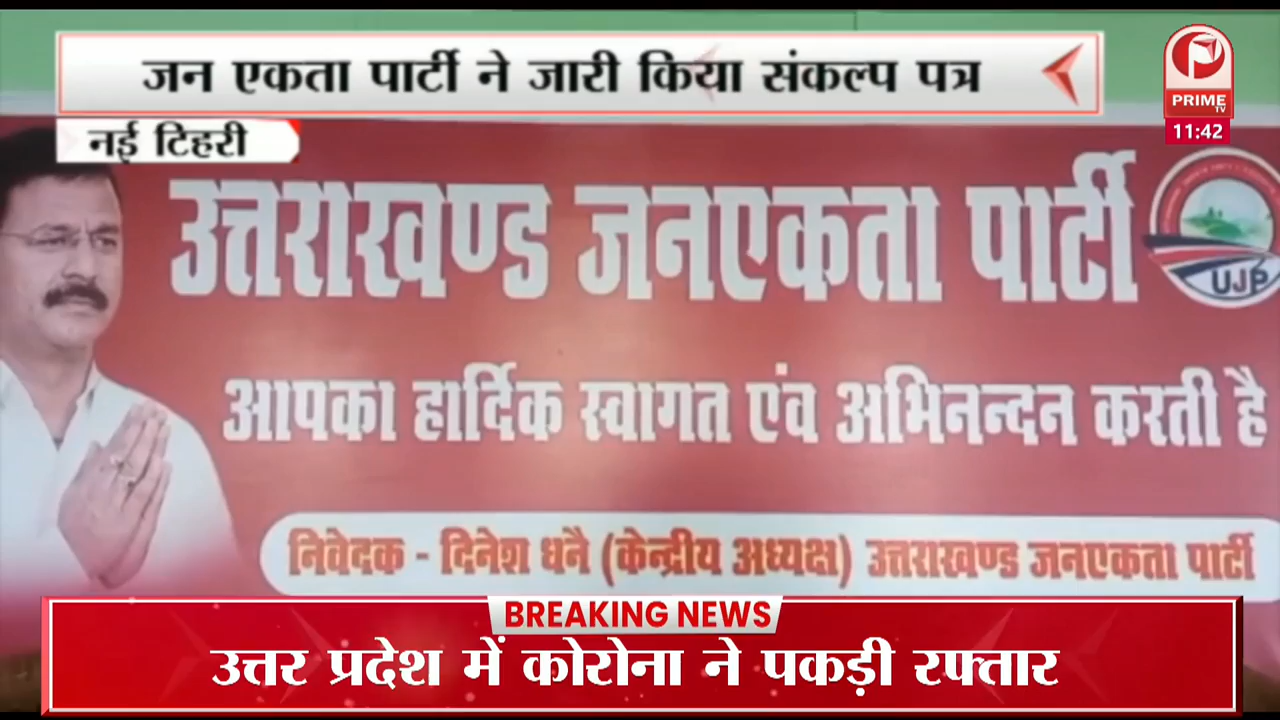 जन एकता पार्टी ने जारी किया संकल्प पत्र
PRIME
TV
11:42
नई टिहरी
उत्तराखण्ड जनएकता पार्टी
UJP
आपका हार्दिक स्वागत एंव अभिनन्दन करती है
निवेदक - दिनेश धनै (केन्द्रीय अध्यक्ष) उत्तराखण्ड जनएकता पार्टी
BREAKING NEWS
उत्तर प्रदेश में कोरोना ने पकड़ी रफ्तार